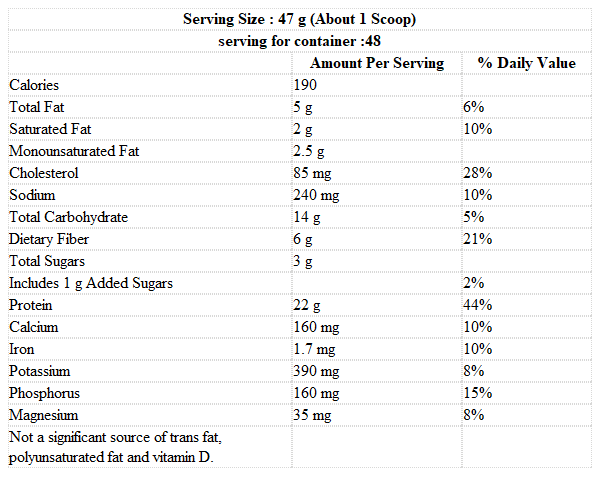 Serving Size : 47 g (About 1 Scoop)
serving for container :48
Amount Per Serving % Daily Value
Calories 190
Total Fat 5 g 6%
Saturated Fat 2 g 10%
Monounsaturated Fat 2.5 g
Cholesterol 85 mg 28%
Sodium 240 mg 10%
Total Carbohydrate 14 g 5%
Dietary Fiber 6 g 21%
Total Sugars 3 g
Includes 1 g Added Sugars 2%
Protein 22 g 44%
Calcium 160 mg 10%
Iron 1.7 mg 10%
Potassium 390 mg 8%
Phosphorus 160 mg 15%
Magnesium 35 mg 8%
Not a significant source of trans fat,
polyunsaturated fat and vitamin D.